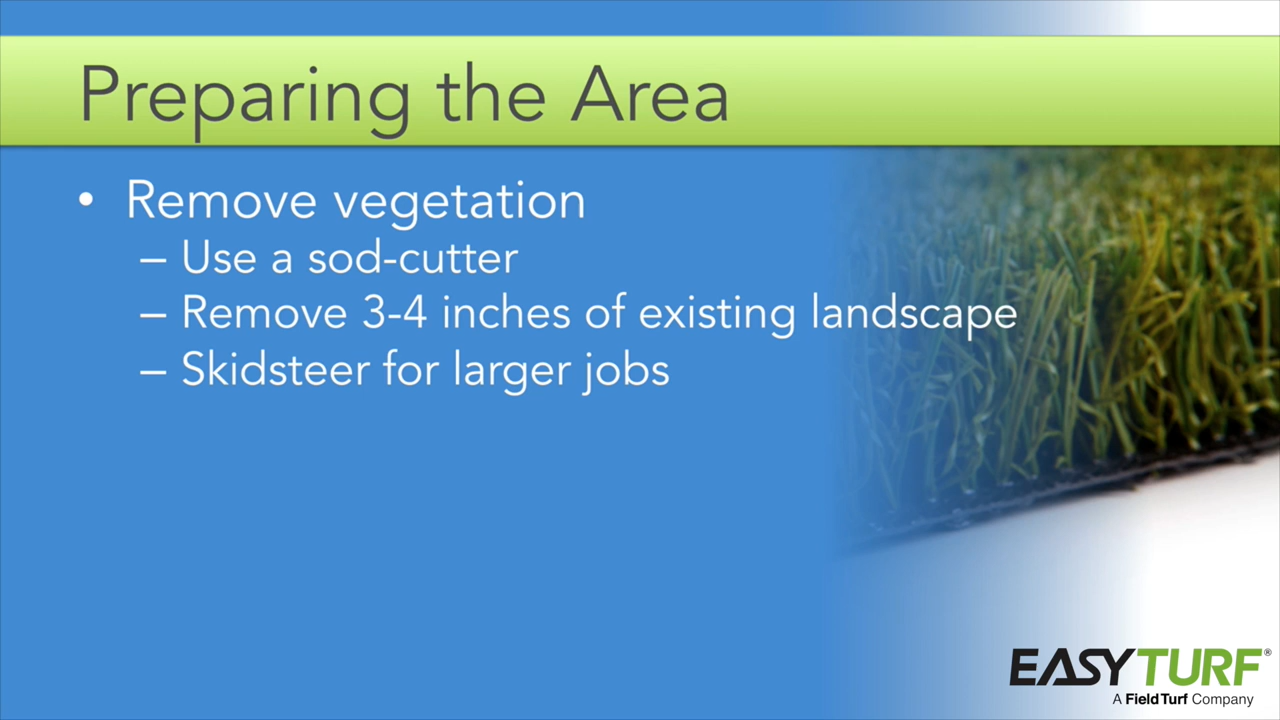 Preparing the Area
• Remove vegetation
– Use a sod-cutter
– Remove 3-4 inches of existing landscape
– Skidsteer for larger jobs
EASYTURF®
A FieldTurf Company